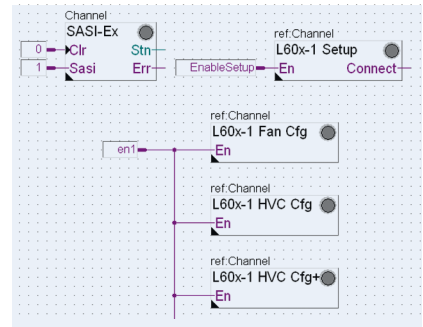 Channel
SASI-Ex
0 Clr Stn
1 Sasi Err
ref:Channel
L60x-1 Setup
EnableSetup En Connect
ref:Channel
L60x-1 Fan Cfg
en1 En
ref:Channel
L60x-1 HVC Cfg
En
ref:Channel
L60x-1 HVC Cfg+
En